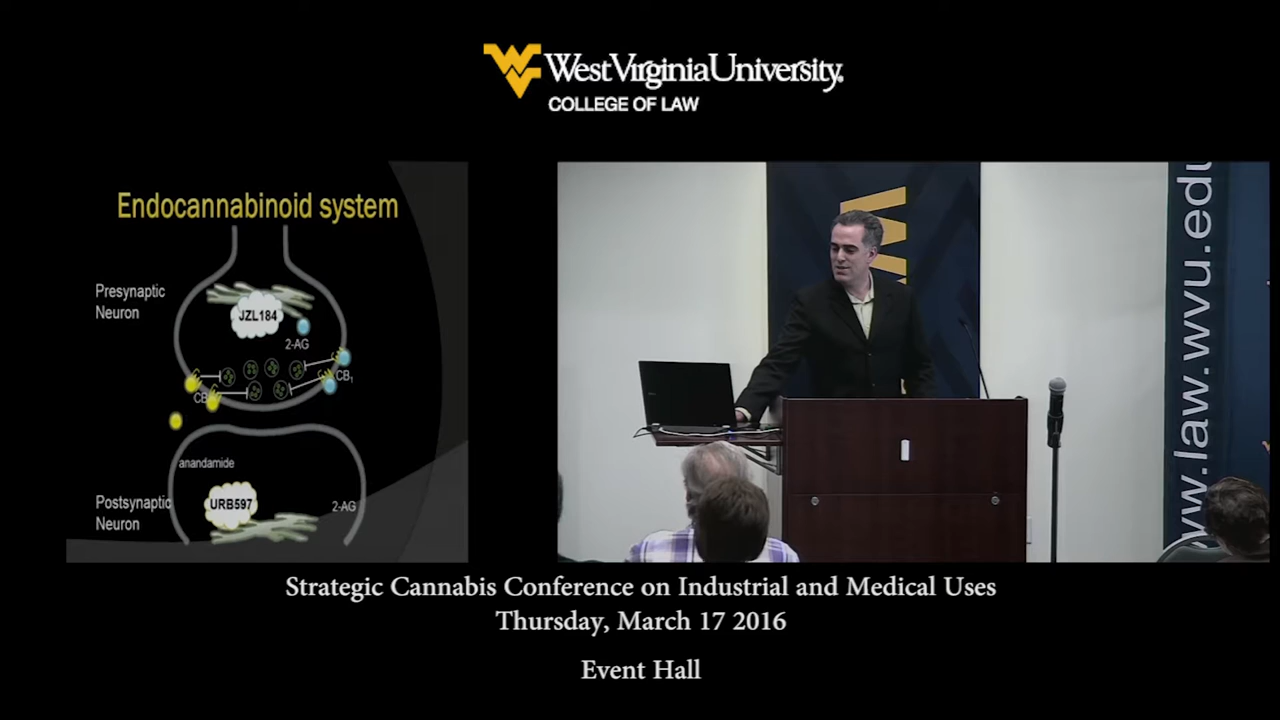 WestVirginiaUniversity.
COLLEGE OF LAW
Endocannabinoid system
Presynaptic
Neuron
JZL184
2-AG
CB1
CB
anandamide
Postsynaptic
Neuron
URB597
2-AG
W
www.law.wvu.edu
Strategic Cannabis Conference on Industrial and Medical Uses
Thursday, March 17 2016
Event Hall